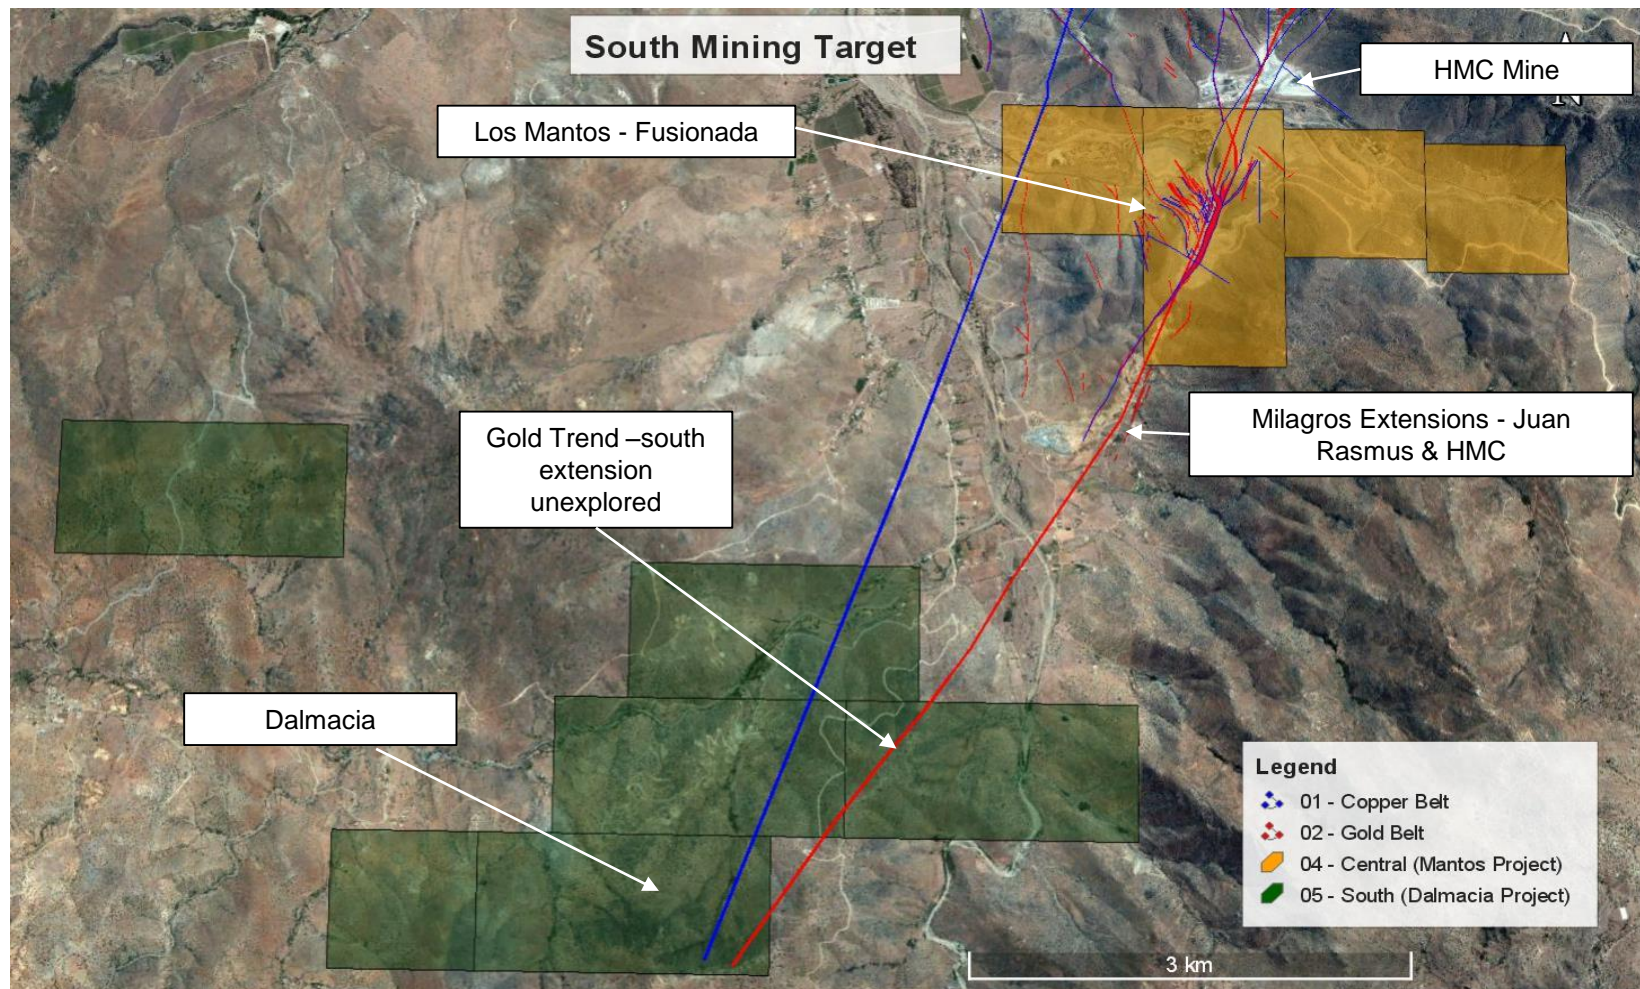 South Mining Target
HMC Mine
N
Los Mantos - Fusionada
Milagros Extensions - Juan
Rasmus & HMC
Gold Trend –south
extension
unexplored
Dalmacia
Legend
01 - Copper Belt
02 - Gold Belt
04 - Central (Mantos Project)
05 - South (Dalmacia Project)
3 km